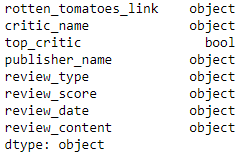 rotten_tomatoes_link object
critic_name object
top_critic bool
publisher_name object
review_type object
review_score object
review_date object
review_content object
dtype: object